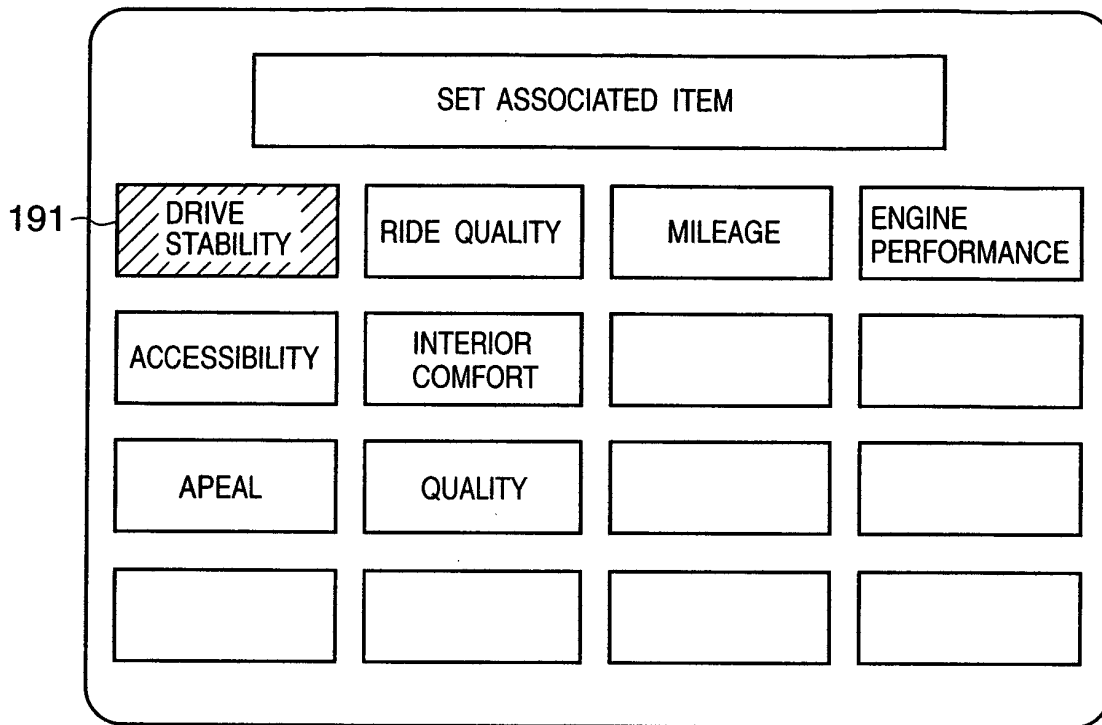 SET ASSOCIATED ITEM
191
DRIVE
STABILITY
RIDE QUALITY
MILEAGE
ENGINE
PERFORMANCE
ACCESSIBILITY
INTERIOR
COMFORT
APEAL
QUALITY